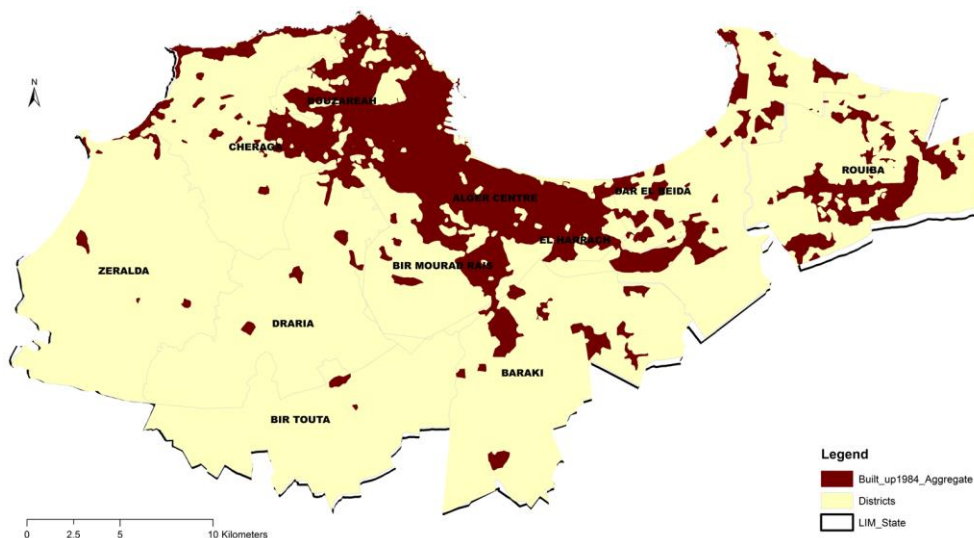 N
BOUZAREAH
CHERAGA
ROUIBA
DAR EL BEIDA
ALGER CENTRE
EL HARRACH
ZERALDA
BIR MOURAD RAIS
DRARIA
BARAKI
BIR TOUTA
Legend
Built_up1984_Aggregate
Districts
LIM_State
0 2.5 5 10 Kilometers